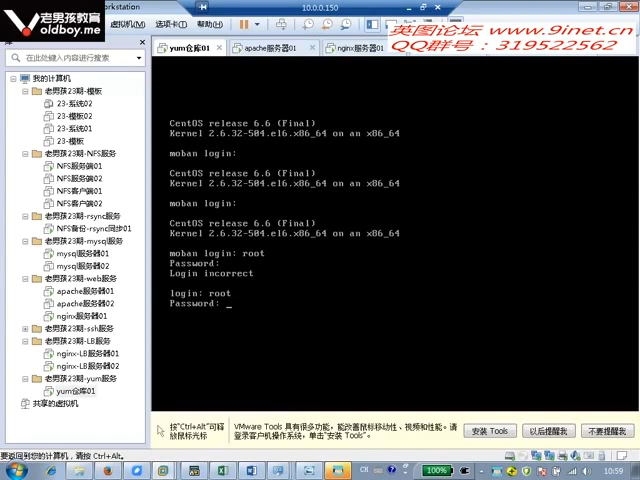 老男孩教育
oldboy.me
rkstation
10.0.0.150
虚拟机(M)
选项卡(T)
帮助(H)
英图论坛 www.9inet.cn
QQ群号：319522562
在此处键入内容进行搜索
yum仓库01
apache服务器01
nginx服务器01
我的计算机
老男孩23期-模板
23-系统02
23-模板02
23-系统01
23-模板
老男孩23期-NFS服务
NFS服务端01
NFS服务端02
NFS客户端01
NFS客户端02
老男孩23期-rsync服务
NFS备份-rsync同步01
老男孩23期-mysql服务
mysql服务器01
mysql服务器02
老男孩23期-web服务
apache服务器01
apache服务器02
nginx服务器01
老男孩23期-ssh服务
老男孩23期-LB服务
nginx-LB服务器01
nginx-LB服务器02
老男孩23期-yum服务
yum仓库01
共享的虚拟机
CentOS release 6.6 (Final)
Kernel 2.6.32-504.el6.x86_64 on an x86_64
moban login:
CentOS release 6.6 (Final)
Kernel 2.6.32-504.el6.x86_64 on an x86_64
moban login:
CentOS release 6.6 (Final)
Kernel 2.6.32-504.el6.x86_64 on an x86_64
moban login: root
Password:
Login incorrect
login: root
Password: _
按"Ctrl+Alt"可释
放鼠标光标
VMware Tools 具有很多功能，能改善鼠标移动性、视频和性能。请
登录客户机操作系统，单击"安装 Tools"。
安装 Tools
以后提醒我
不要提醒我
要返回到您的计算机，请按 Ctrl+Alt。
CH
100%
10:59